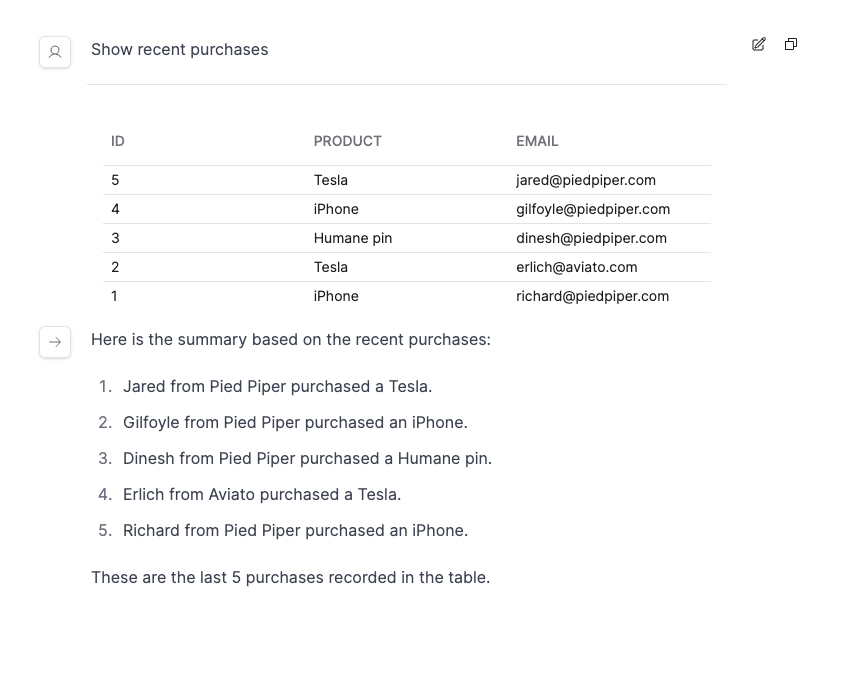 Show recent purchases
ID PRODUCT EMAIL
5 Tesla jared@piedpiper.com
4 iPhone gilfoyle@piedpiper.com
3 Humane pin dinesh@piedpiper.com
2 Tesla erlich@aviato.com
1 iPhone richard@piedpiper.com
Here is the summary based on the recent purchases:
1. Jared from Pied Piper purchased a Tesla.
2. Gilfoyle from Pied Piper purchased an iPhone.
3. Dinesh from Pied Piper purchased a Humane pin.
4. Erlich from Aviato purchased a Tesla.
5. Richard from Pied Piper purchased an iPhone.
These are the last 5 purchases recorded in the table.